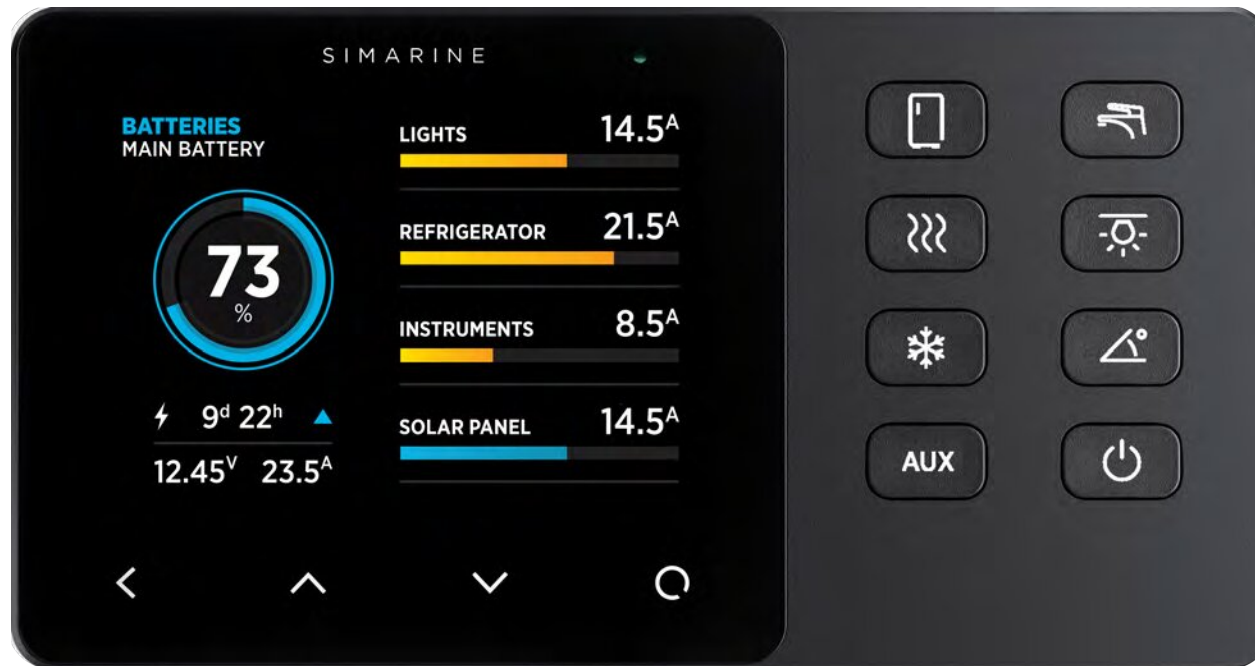 SIMARINE
BATTERIES
MAIN BATTERY
73
%
9d 22h
12.45V 23.5A
LIGHTS 14.5A
REFRIGERATOR 21.5A
INSTRUMENTS 8.5A
SOLAR PANEL 14.5A
AUX